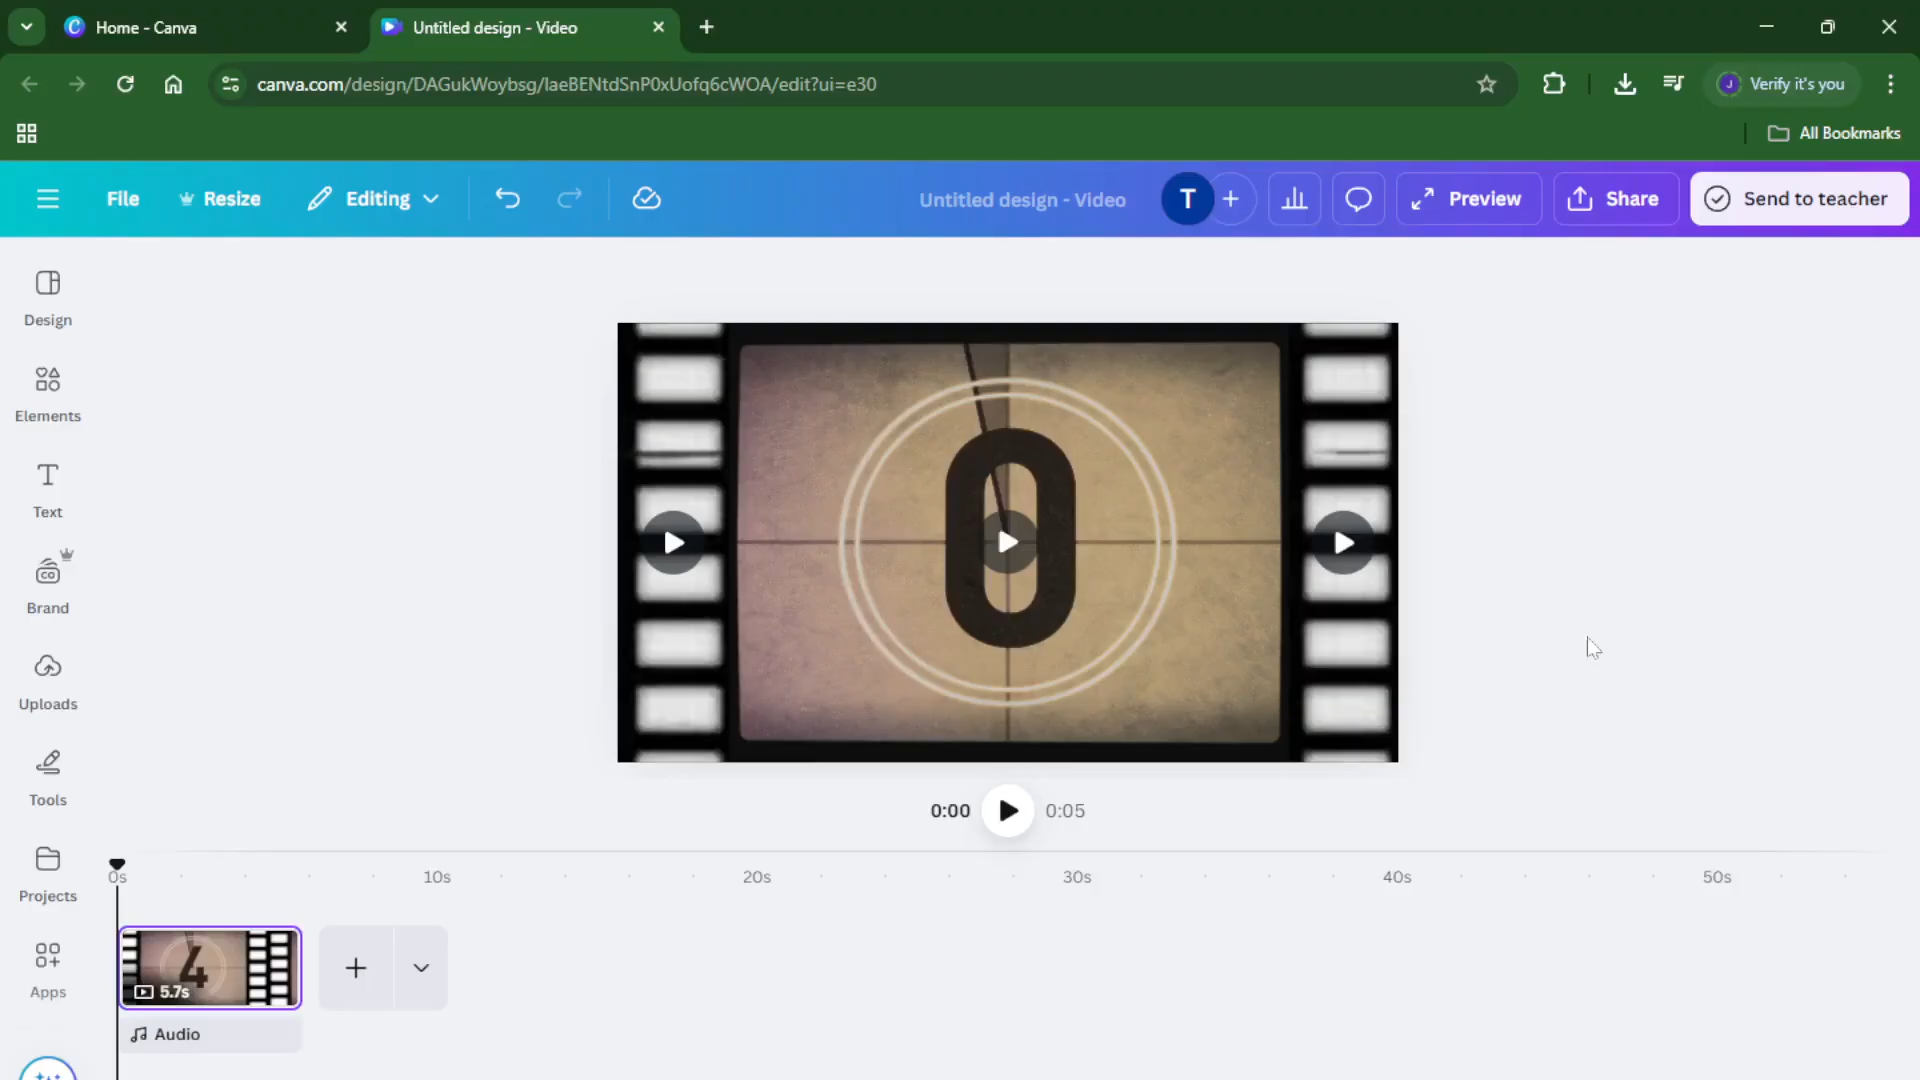 Home - Canva
Untitled design - Video
canva.com/design/DAGukWoybsg/IaeBENtdSnP0xUofq6cWOA/edit?ui=e30
Verify it's you
All Bookmarks
File
Resize
Editing
Untitled design - Video
T
Preview
Share
Send to teacher
Design
Elements
Text
Brand
Uploads
Tools
Projects
Apps
0
0:00
0:05
0s
10s
20s
30s
40s
50s
4
5.7s
Audio